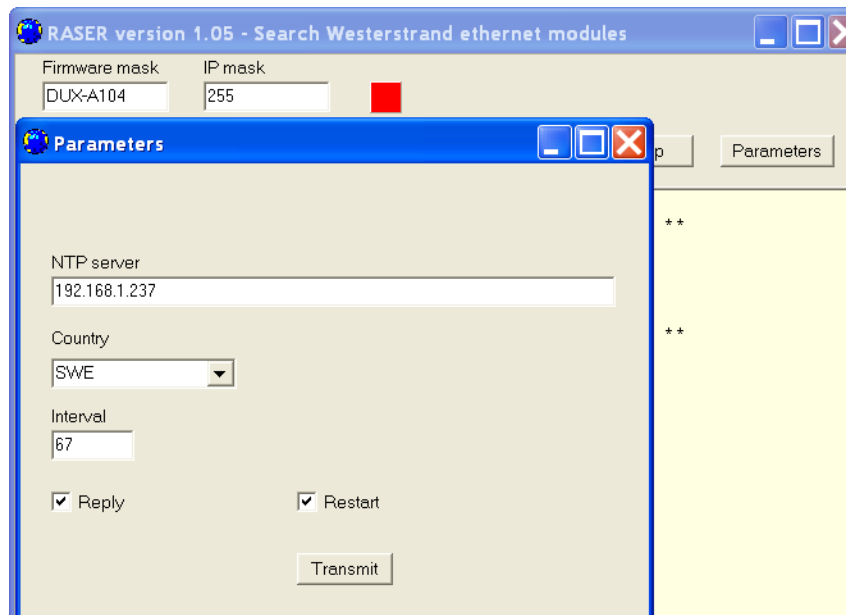 RASER version 1.05 - Search Westerstrand ethernet modules
Firmware mask IP mask
DUX-A104 255
Parameters
p Parameters
**
NTP server
192.168.1.237
**
Country
SWE
Interval
67
Reply Restart
Transmit